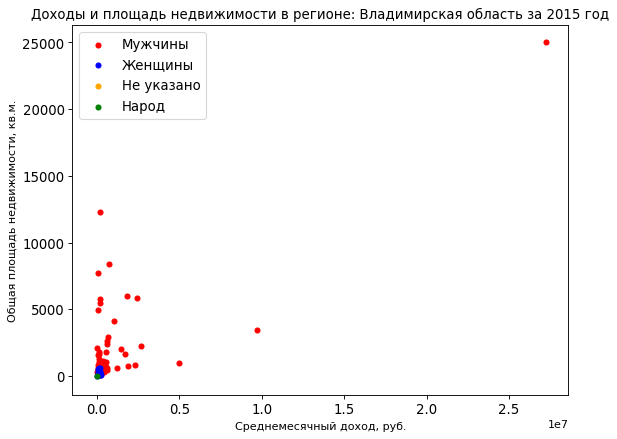 Доходы и площадь недвижимости в регионе: Владимирская область за 2015 год
Мужчины
Женщины
Не указано
Народ
Общая площадь недвижимости, кв.м.
25000
20000
15000
10000
5000
0
0.0
0.5
1.0
1.5
2.0
2.5
1e7
Среднемесячный доход, руб.